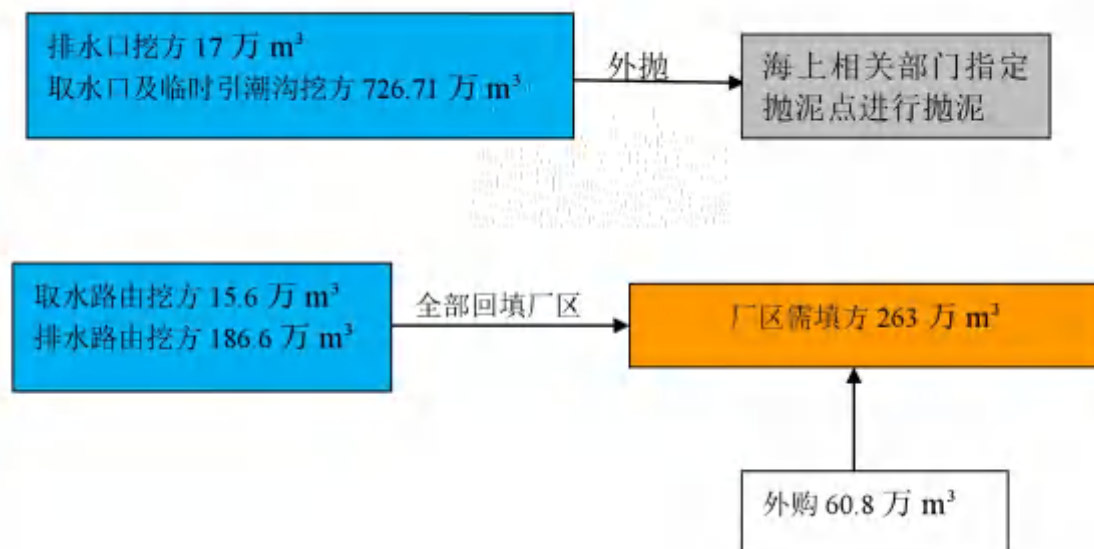 排水口挖方 17 万 m³
取水口及临时引潮沟挖方 726.71 万 m³
外抛
海上相关部门指定
抛泥点进行抛泥
取水路由挖方 15.6 万 m³
排水路由挖方 186.6 万 m³
全部回填厂区
厂区需填方 263 万 m³
外购 60.8 万 m³